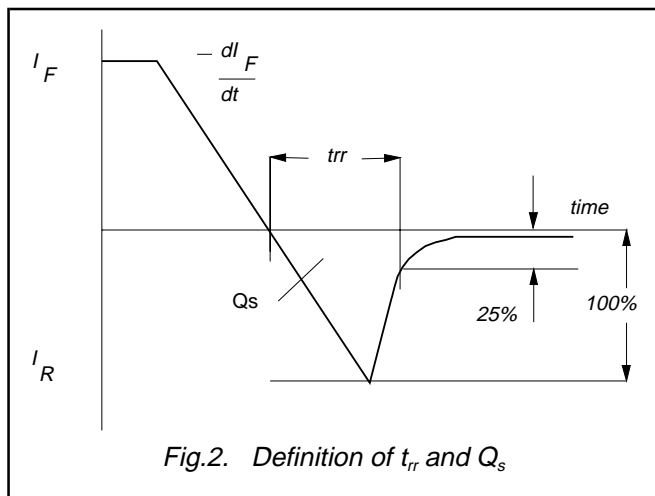 I F
- dI F
dt
trr
time
Qs
25%
100%
I R
Fig.2. Definition of trr and Qs